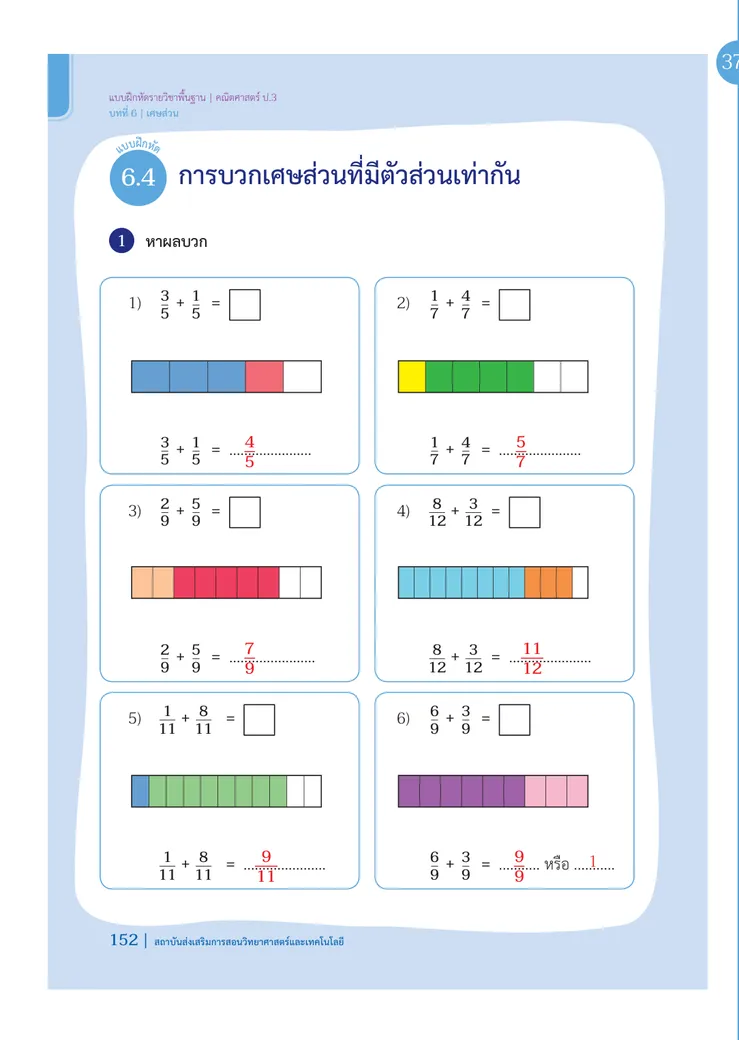 37
แบบฝึกหัดรายวิชาพื้นฐาน | คณิตศาสตร์ ป.3
บทที่ 6 | เศษส่วน
แบบฝึกหัด
6.4 การบวกเศษส่วนที่มีตัวส่วนเท่ากัน
1 หาผลบวก
1) 3/5 + 1/5 = □
3/5 + 1/5 = 4/5
2) 1/7 + 4/7 = □
1/7 + 4/7 = 5/7
3) 2/9 + 5/9 = □
2/9 + 5/9 = 7/9
4) 8/12 + 3/12 = □
8/12 + 3/12 = 11/12
5) 1/11 + 8/11 = □
1/11 + 8/11 = 9/11
6) 6/9 + 3/9 = □
6/9 + 3/9 = 9/9 หรือ 1
152 | สถาบันส่งเสริมการสอนวิทยาศาสตร์และเทคโนโลยี